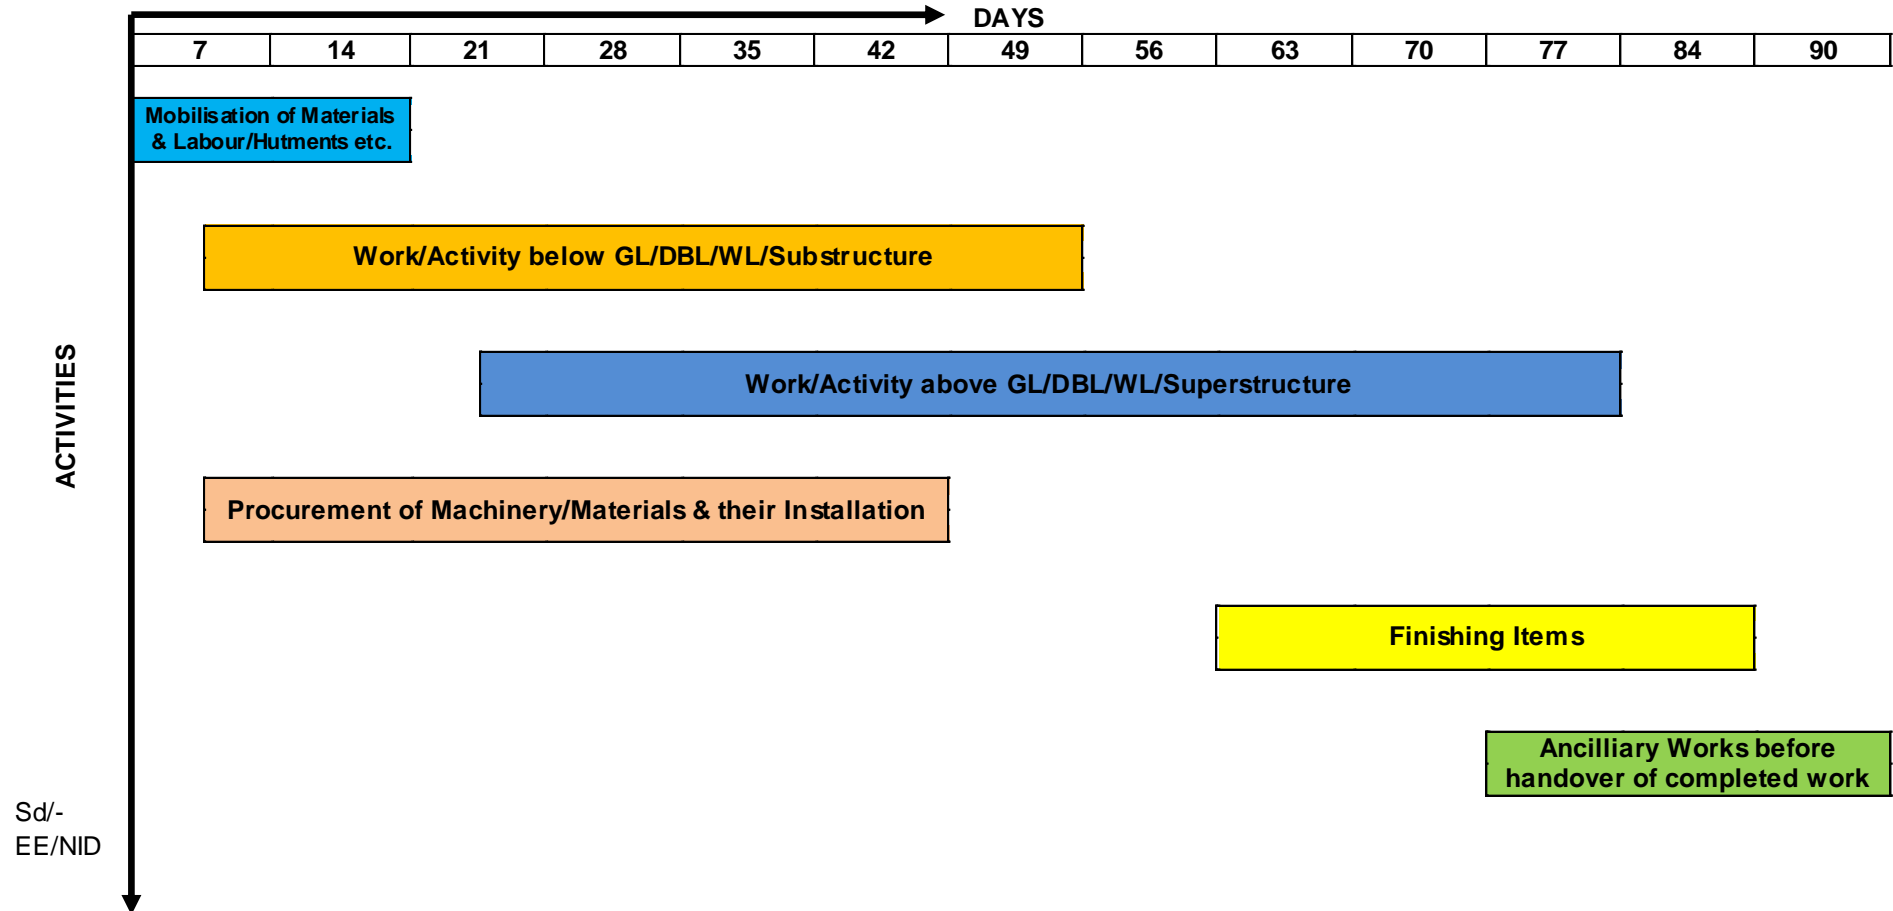 DAYS
7 14 21 28 35 42 49 56 63 70 77 84 90
Mobilisation of Materials
& Labour/Hutments etc.
Work/Activity below GL/DBL/WL/Substructure
Work/Activity above GL/DBL/WL/Superstructure
ACTIVITIES
Procurement of Machinery/Materials & their Installation
Finishing Items
Ancilliary Works before
handover of completed work
Sd/-
EE/NID